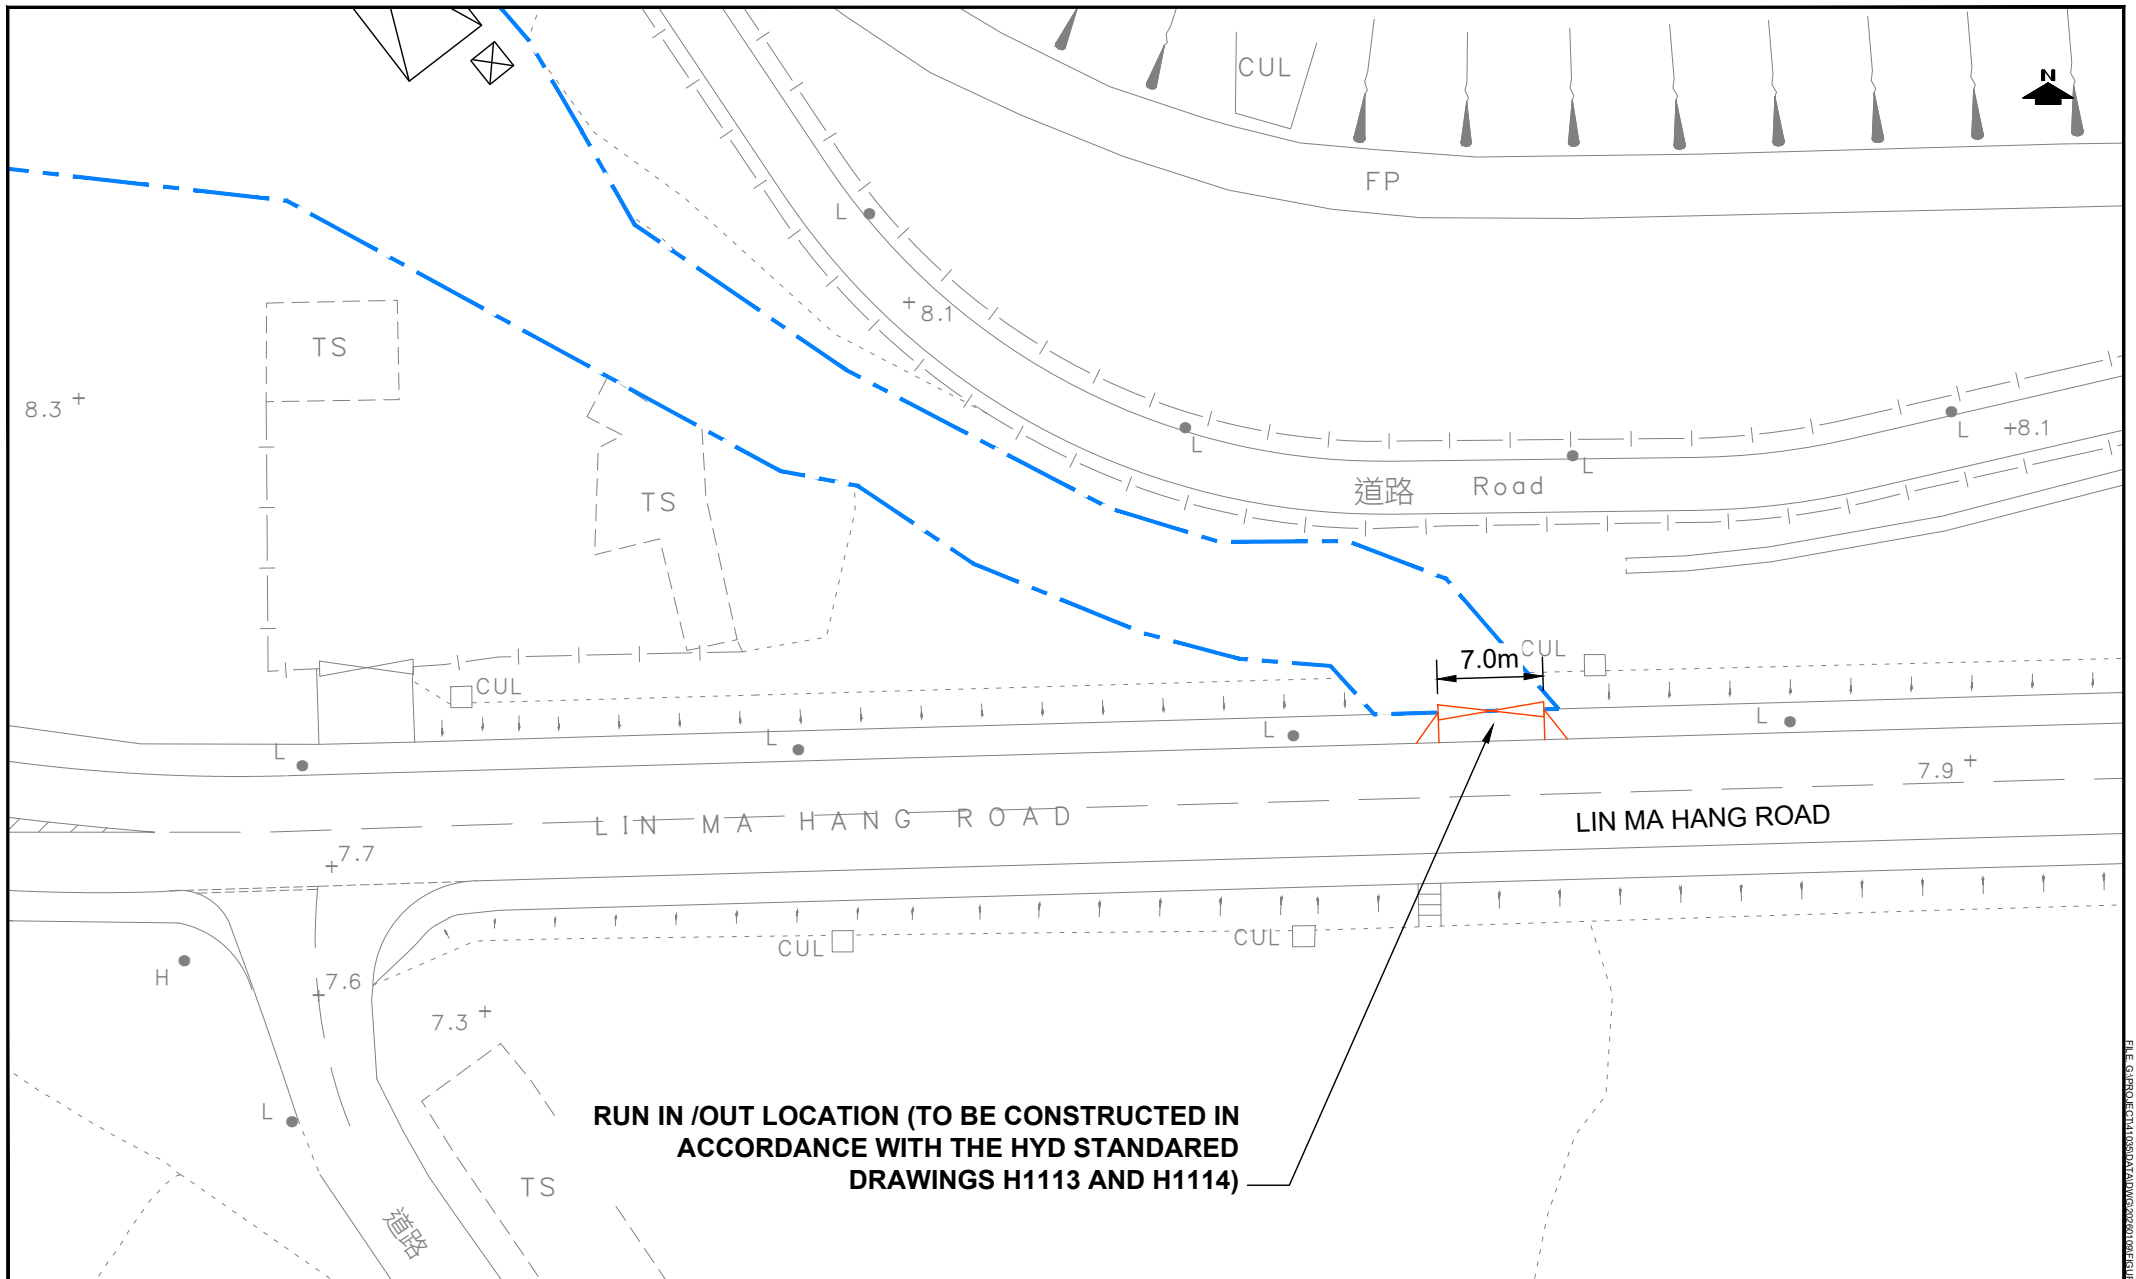 CUL
N
FP
L
8.1
TS
8.3
L
L
L
8.1
道路 Road
TS
CUL
7.0m
CUL
L
L
L
L
7.9
LIN MA HANG ROAD
LIN MA HANG ROAD
7.7
CUL
CUL
H
7.6
7.3
L
RUN IN /OUT LOCATION (TO BE CONSTRUCTED IN
ACCORDANCE WITH THE HYD STANDARED
DRAWINGS H1113 AND H1114)
TS
道路